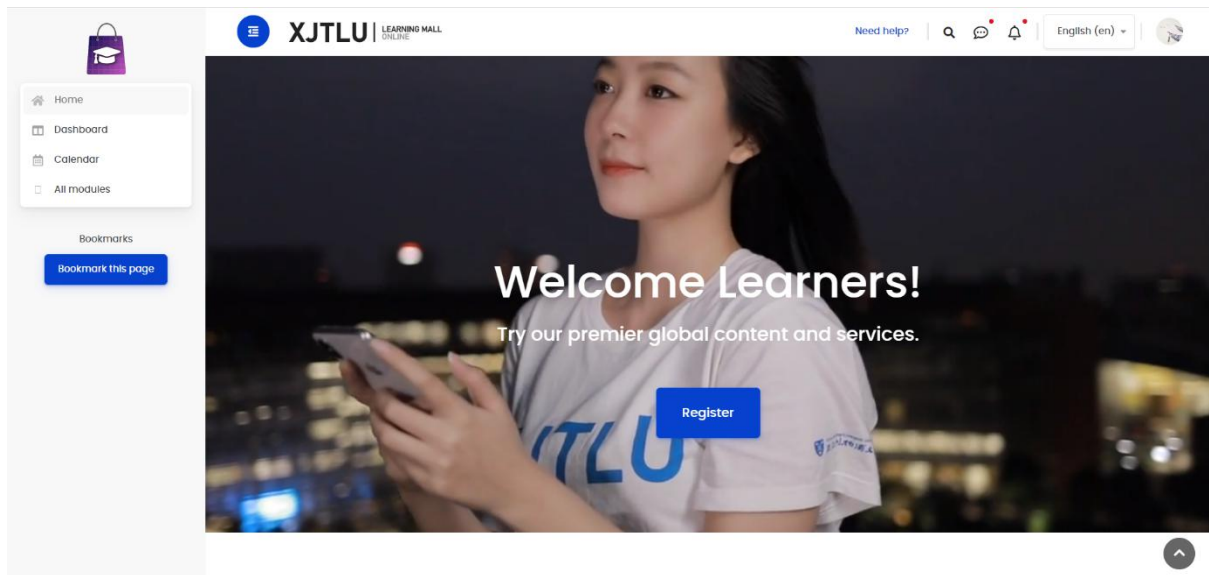 XJTLU
LEARNING MALL
ONLINE
Need help?
English (en)
Home
Dashboard
Calendar
All modules
Bookmarks
Bookmark this page
Welcome Learners!
Try our premier global content and services.
Register
JTLU